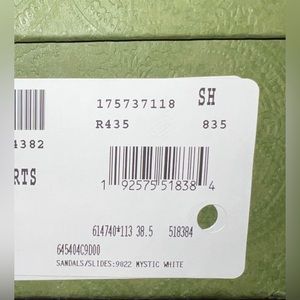 175737118 SH
R435 835
4382
RTS
1 92575 51838 4
614740*113 38.5 518384
645404C9D00
SANDALS/SLIDES:9022 MYSTIC WHITE